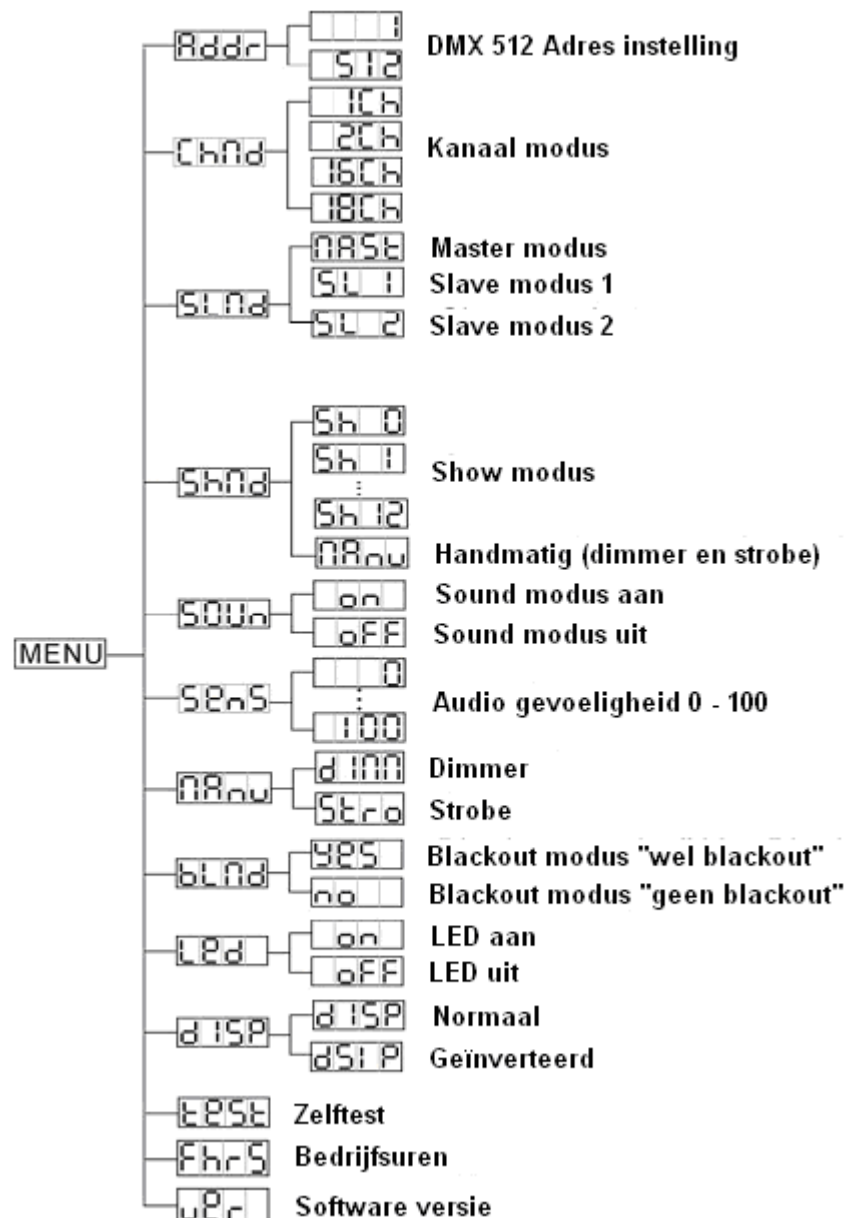 Addr
1
512
DMX 512 Adres instelling
ChMd
1Ch
2Ch
16Ch
18Ch
Kanaal modus
SLMd
MASt Master modus
SL 1 Slave modus 1
SL 2 Slave modus 2
ShMd
Sh 0
Sh 1
⋮
Sh 12
Show modus
MAnu Handmatig (dimmer en strobe)
SOUn
on Sound modus aan
oFF Sound modus uit
MENU
SenS
0
⋮
100
Audio gevoeligheid 0 - 100
MAnu
dIMM Dimmer
Stro Strobe
bLMd
YeS Blackout modus "wel blackout"
no Blackout modus "geen blackout"
Led
on LED aan
oFF LED uit
dISP
dISP Normaal
dSI P Geïnverteerd
teSt Zelftest
FhrS Bedrijfsuren
ver Software versie